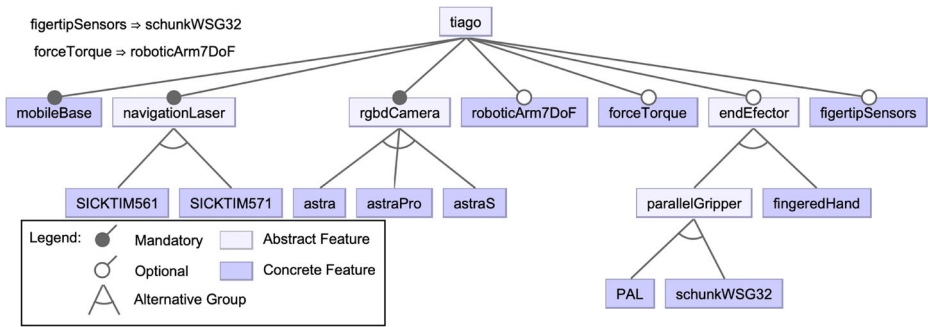 tiago
figertipSensors ⇒ schunkWSG32
forceTorque ⇒ roboticArm7DoF
mobileBase navigationLaser rgbdCamera roboticArm7DoF forceTorque endEfector figertipSensors
SICKTIM561 SICKTIM571 astra astraPro astraS parallelGripper fingeredHand
Legend: Mandatory Abstract Feature
Optional Concrete Feature
Alternative Group
PAL schunkWSG32